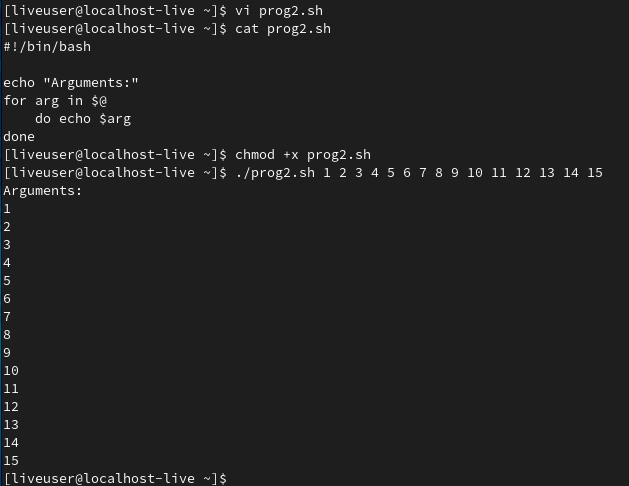 [liveuser@localhost-live ~]$ vi prog2.sh
[liveuser@localhost-live ~]$ cat prog2.sh
#!/bin/bash

echo "Arguments:"
for arg in $@
    do echo $arg
done
[liveuser@localhost-live ~]$ chmod +x prog2.sh
[liveuser@localhost-live ~]$ ./prog2.sh 1 2 3 4 5 6 7 8 9 10 11 12 13 14 15
Arguments:
1
2
3
4
5
6
7
8
9
10
11
12
13
14
15
[liveuser@localhost-live ~]$